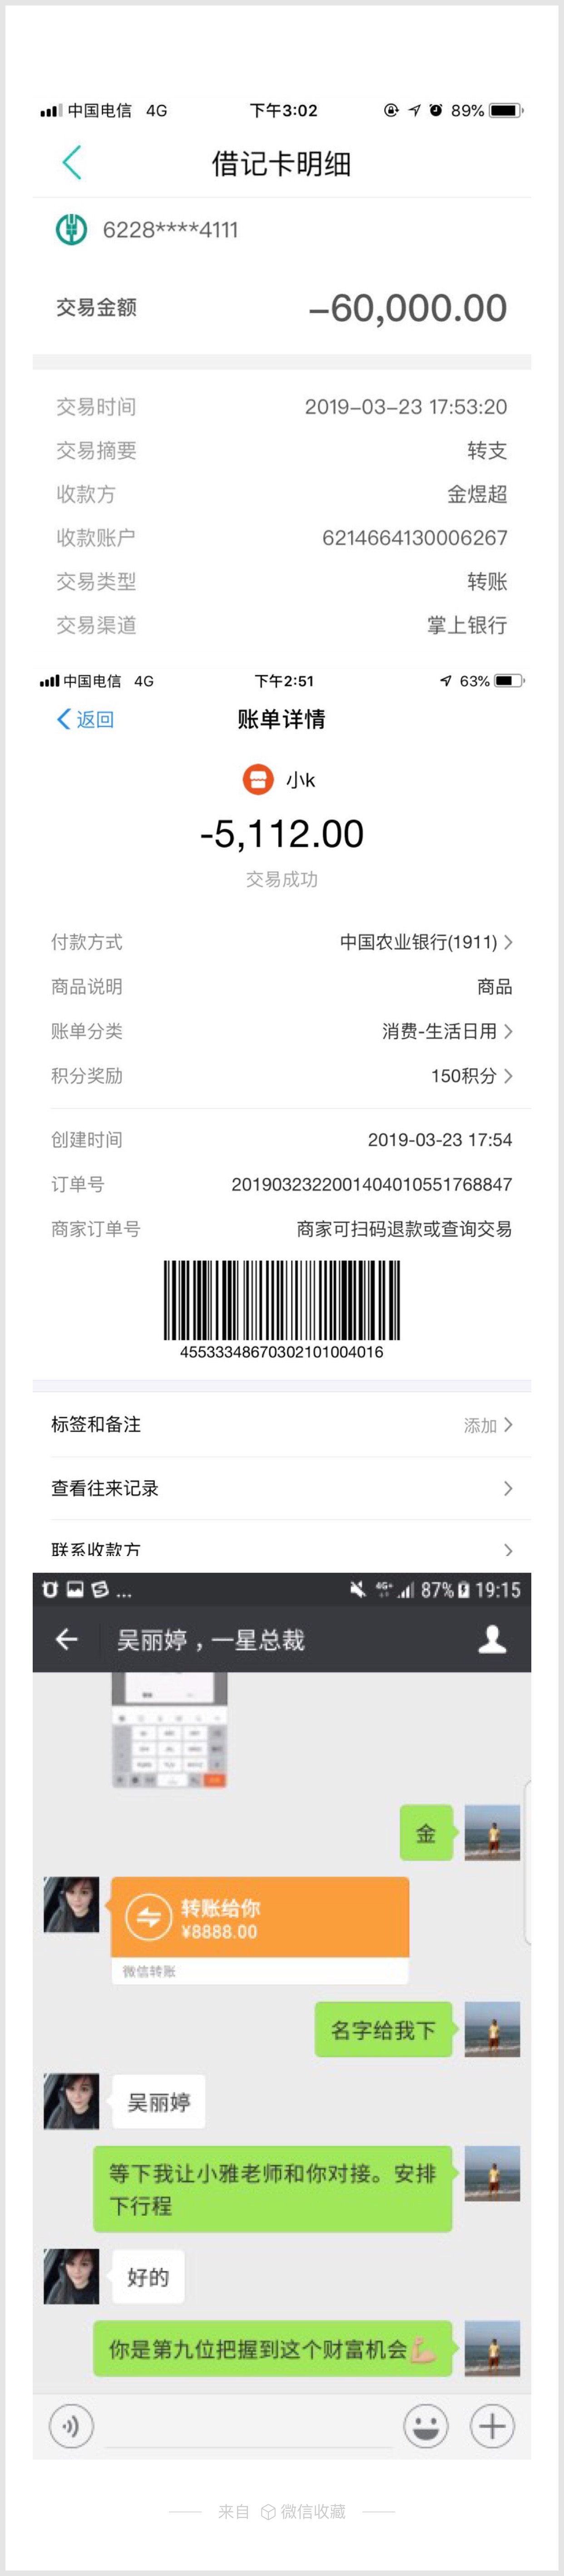 中国电信 4G 下午3:02 89%
借记卡明细
6228****4111
交易金额 -60,000.00
交易时间 2019-03-23 17:53:20
交易摘要 转支
收款方 金煜超
收款账户 6214664130006267
交易类型 转账
交易渠道 掌上银行
中国电信 4G 下午2:51 63%
返回 账单详情
小k
-5,112.00
交易成功
付款方式 中国农业银行(1911)
商品说明 商品
账单分类 消费-生活日用
积分奖励 150积分
创建时间 2019-03-23 17:54
订单号 2019032322001404010551768847
商家订单号 商家可扫码退款或查询交易
45533348670302101004016
标签和备注 添加
查看往来记录
联系收款方
... 4G+ 87% 19:15
吴丽婷，一星总裁
金
转账给你
¥8888.00
微信转账
名字给我下
吴丽婷
等下我让小雅老师和你对接。安排
下行程
好的
你是第九位把握到这个财富机会💪
来自 微信收藏